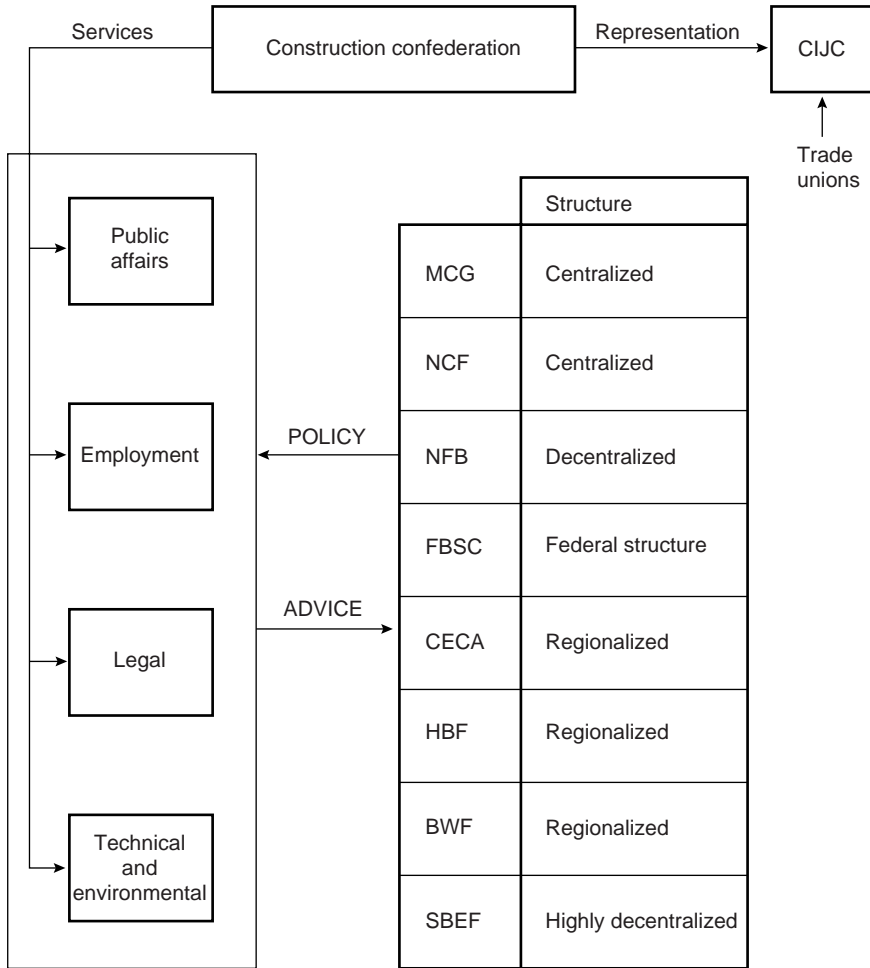 Services
Construction confederation
Representation
CIJC
Trade
unions
Public
affairs
Employment
Legal
Technical
and
environmental
POLICY
ADVICE
Structure
MCG Centralized
NCF Centralized
NFB Decentralized
FBSC Federal structure
CECA Regionalized
HBF Regionalized
BWF Regionalized
SBEF Highly decentralized